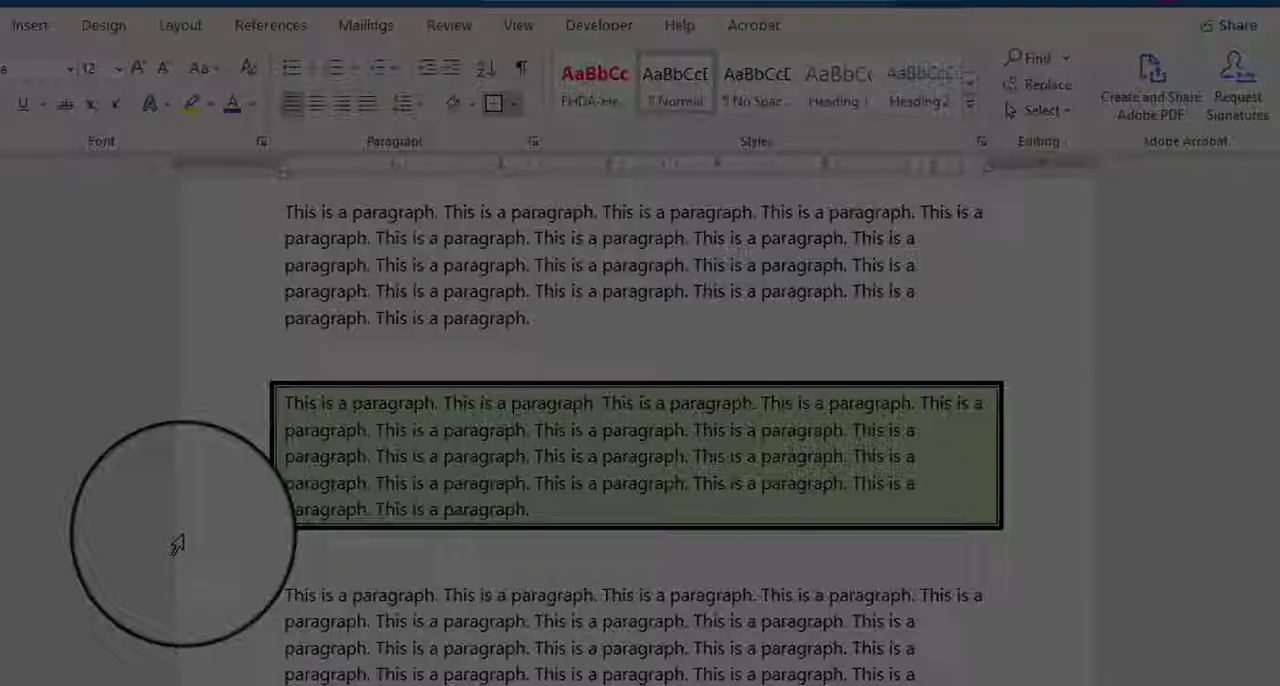 Insert Design Layout References Mailings Review View Developer Help Acrobat Share
12 Aa AaBbCc AaBbCcI AaBbCcI AaBbC AaBbCcC Find
Replace
FHDA-He... ¶ Normal ¶ No Spac... Heading 1 Heading 2 Select
Create and Share Adobe PDF
Request Signatures
Font Paragraph Styles Editing Adobe Acrobat
This is a paragraph. This is a paragraph. This is a paragraph. This is a paragraph. This is a
paragraph. This is a paragraph. This is a paragraph. This is a paragraph. This is a
paragraph. This is a paragraph. This is a paragraph. This is a paragraph. This is a
paragraph. This is a paragraph. This is a paragraph. This is a paragraph. This is a
paragraph. This is a paragraph.
This is a paragraph. This is a paragraph. This is a paragraph. This is a paragraph. This is a
paragraph. This is a paragraph. This is a paragraph. This is a paragraph. This is a
paragraph. This is a paragraph. This is a paragraph. This is a paragraph. This is a
paragraph. This is a paragraph. This is a paragraph. This is a paragraph. This is a
paragraph. This is a paragraph.
This is a paragraph. This is a paragraph. This is a paragraph. This is a paragraph. This is a
paragraph. This is a paragraph. This is a paragraph. This is a paragraph. This is a
paragraph. This is a paragraph. This is a paragraph. This is a paragraph. This is a
paragraph. This is a paragraph. This is a paragraph. This is a paragraph. This is a